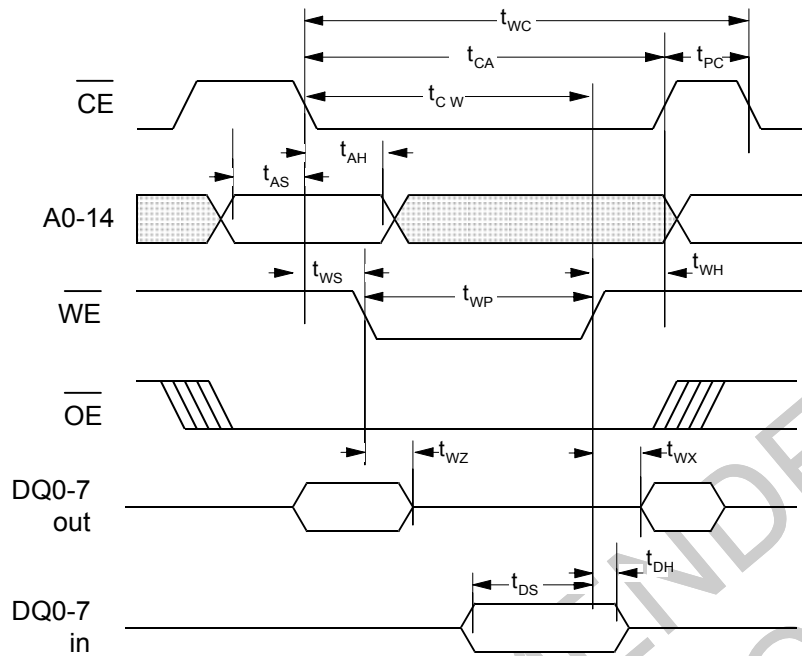 tWC
tCA
tPC
CE
tC W
tAH
tAS
A0-14
tWS
tWH
WE
tWP
OE
tWZ
tWX
DQ0-7
out
tDH
tDS
DQ0-7
in